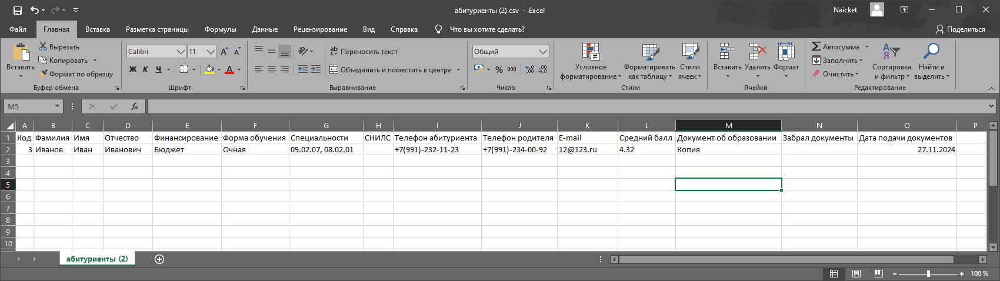 абитуриенты (2).csv - Excel
Naicket
Файл Главная Вставка Разметка страницы Формулы Данные Рецензирование Вид Справка Что вы хотите сделать? Поделиться
Вставить
Вырезать
Копировать
Формат по образцу
Буфер обмена
Calibri 11
Ж К Ч А
Шрифт
Переносить текст
Объединить и поместить в центре
Выравнивание
Общий
% 000
Число
Условное форматирование
Форматировать как таблицу
Стили ячеек
Стили
Вставить Удалить Формат
Ячейки
Автосумма
Заполнить
Очистить
Сортировка и фильтр
Найти и выделить
Редактирование
M5 fx
A B C D E F G H I J K L M N O P
1 Код Фамилия Имя Отчество Финансирование Форма обучения Специальности СНИЛС Телефон абитуриента Телефон родителя E-mail Средний балл Документ об образовании Забрал документы Дата подачи документов
2 3 Иванов Иван Иванович Бюджет Очная 09.02.07, 08.02.01 +7(991)-232-11-23 +7(991)-234-00-92 12@123.ru 4.32 Копия 27.11.2024
3
4
5
6
7
8
9
10
абитуриенты (2)
100 %